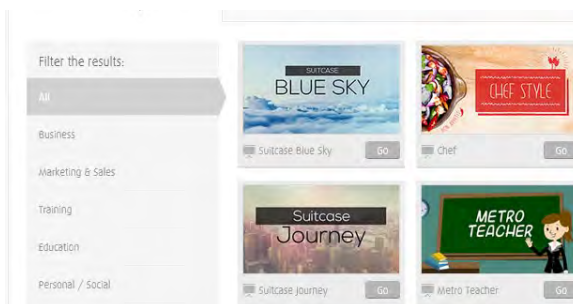 Filter the results:
All
Business
Marketing & Sales
Training
Education
Personal / Social
SUITCASE
BLUE SKY
Suitcase Blue Sky
Go
CHEF STYLE
Chef
Go
Suitcase
Journey
Suitcase Journey
Go
METRO
TEACHER
Metro Teacher
Go